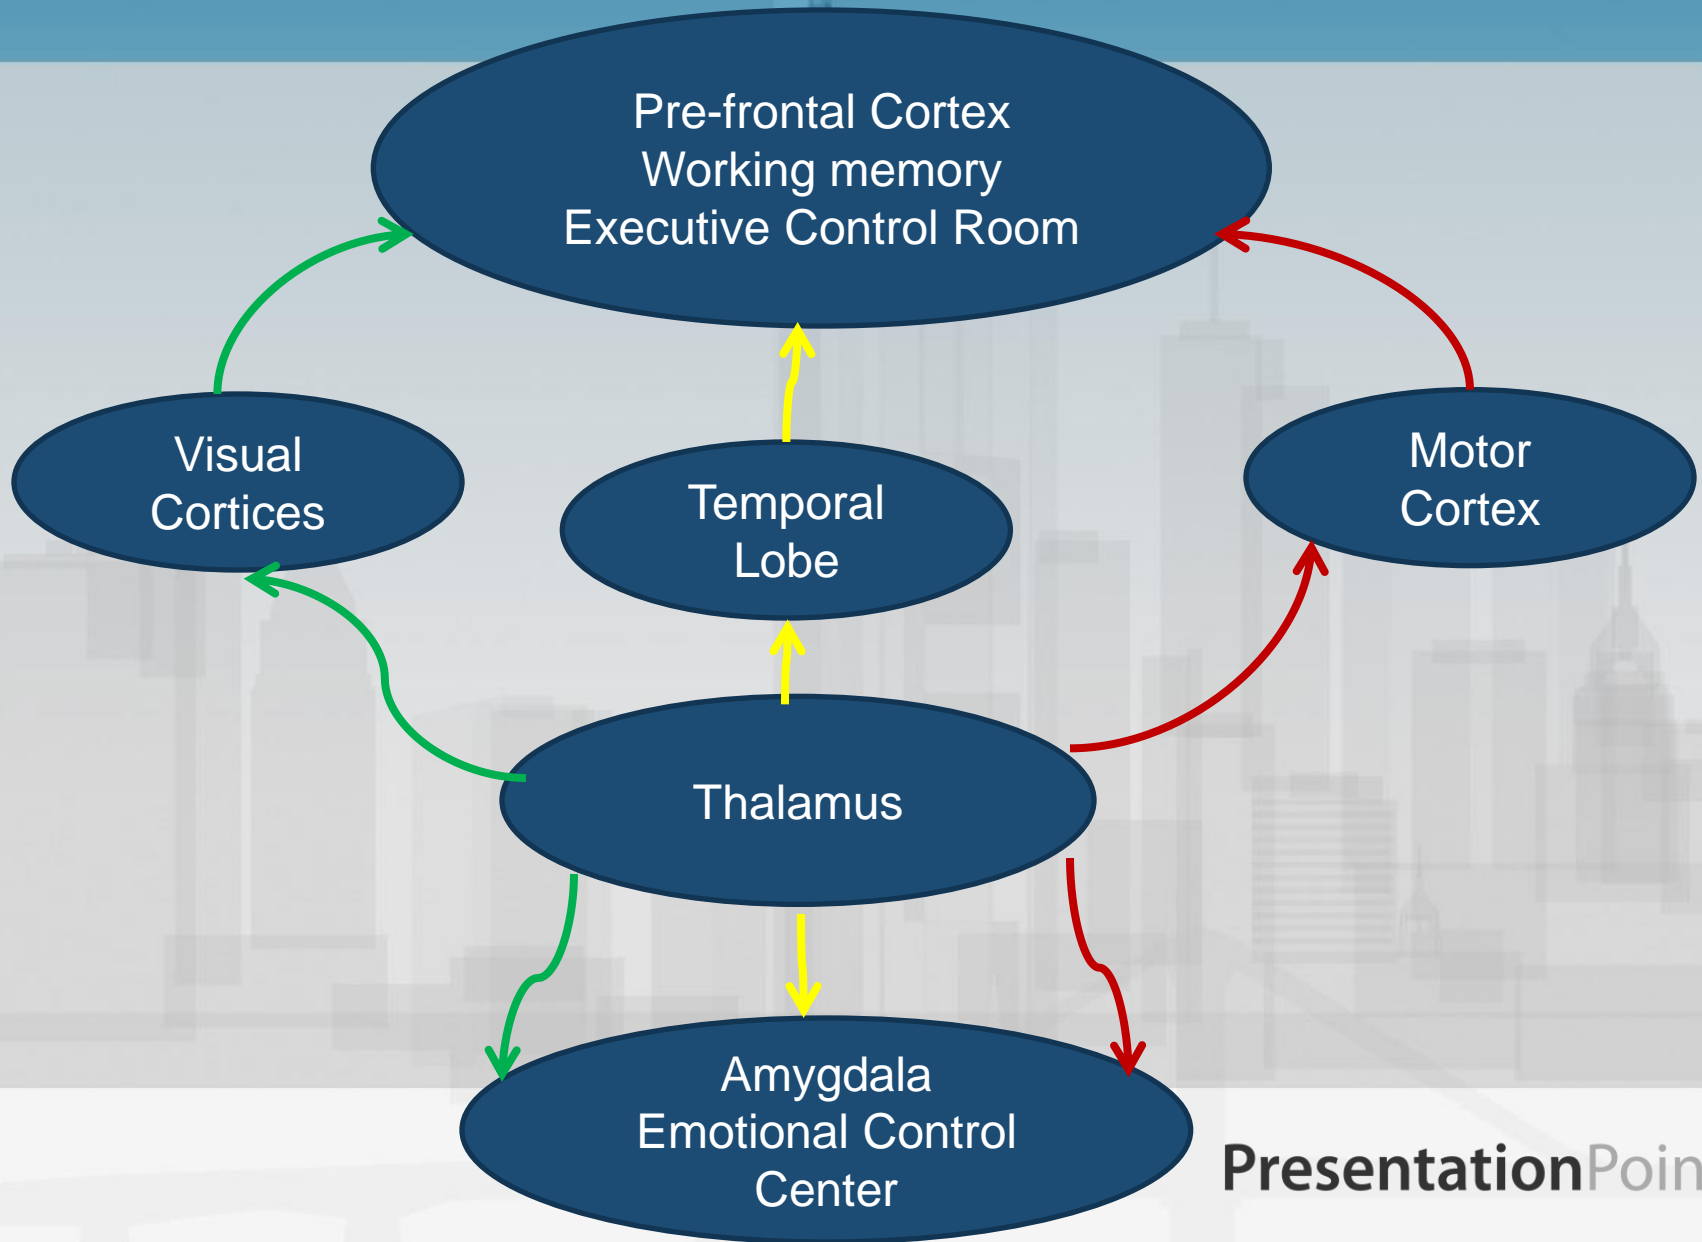 Pre-frontal Cortex
Working memory
Executive Control Room
Visual
Cortices
Temporal
Lobe
Motor
Cortex
Thalamus
Amygdala
Emotional Control
Center
PresentationPoin